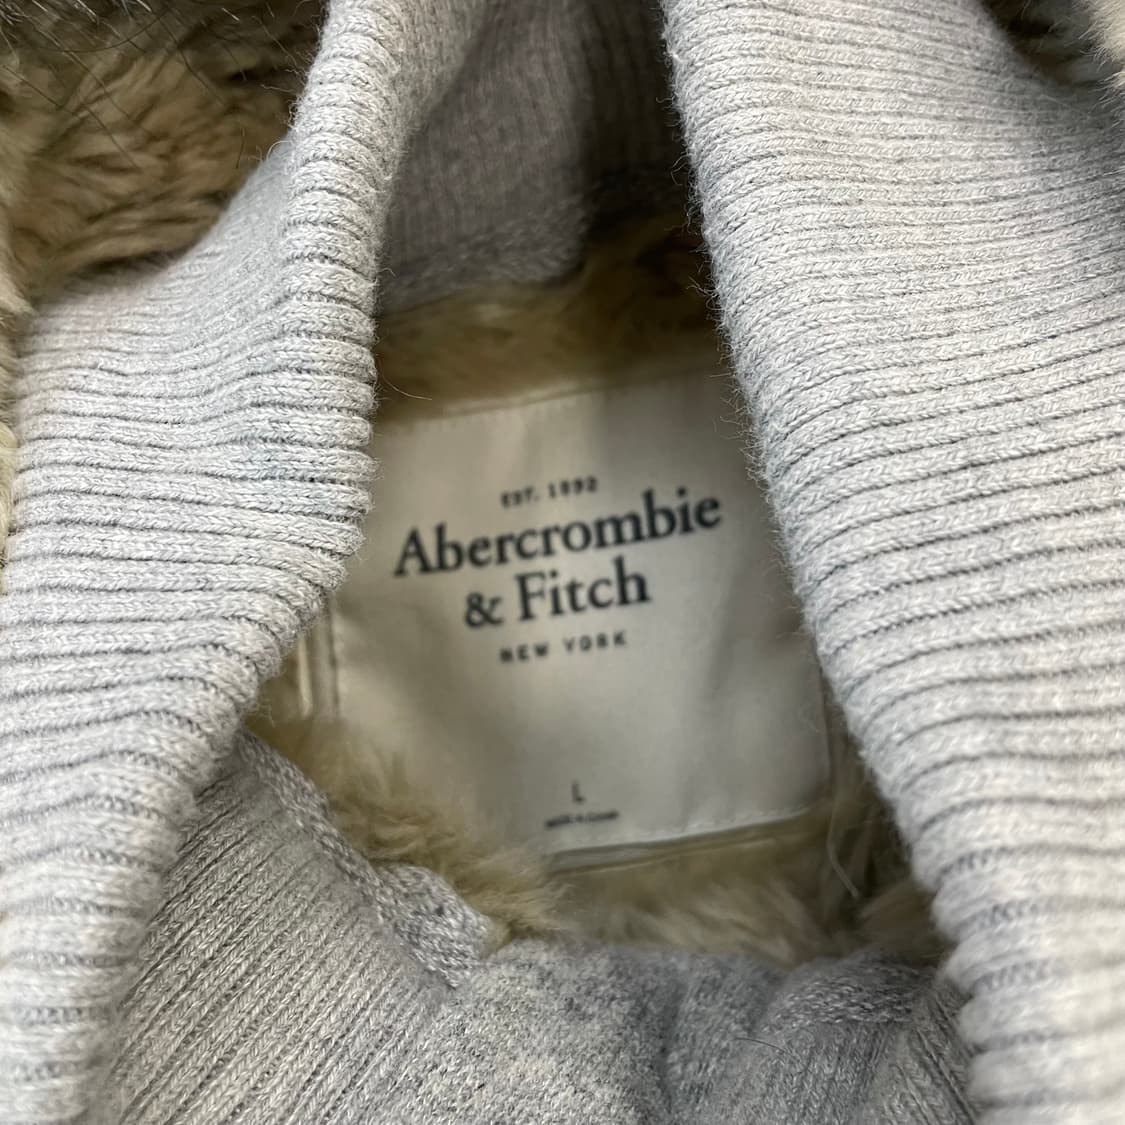 EST. 1892
Abercrombie
& Fitch
NEW YORK
L